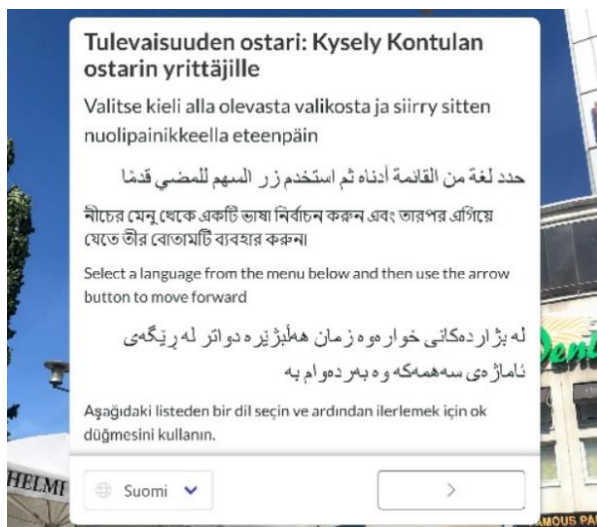 Tulevaisuuden ostari: Kysely Kontulan
ostarin yrittäjille
Valitse kieli alla olevasta valikosta ja siirry sitten
nuolipainikkeella eteenpäin
حدد لغة من القائمة أدناه ثم استخدم زر السهم للمضي قدمًا
নীচের মেনু থেকে একটি ভাষা নির্বাচন করুন এবং তারপর এগিয়ে
যেতে তীর বোতামটি ব্যবহার করুন৷
Select a language from the menu below and then use the arrow
button to move forward
لە بژاردەکانی خوارەوە زمان هەڵبژێرە دواتر لە ڕێگەی
ئاماژەی سەهمەکە وە بەردەوام بە
Aşağıdaki listeden bir dil seçin ve ardından ilerlemek için ok
düğmesini kullanın.
Suomi
HELMI